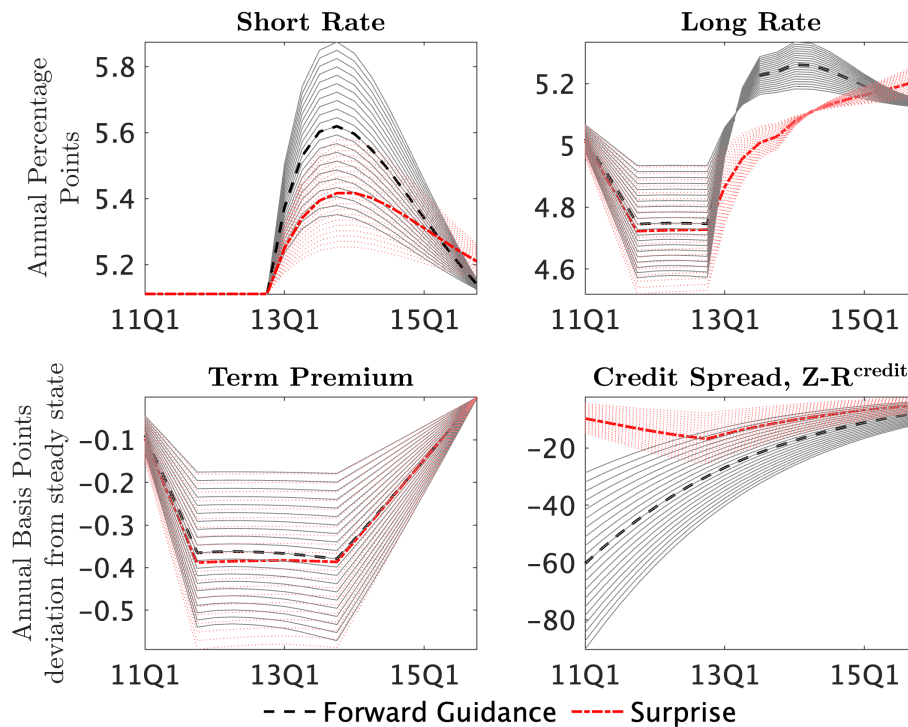 Short Rate
Long Rate
Annual Percentage
Points
5.8
5.6
5.4
5.2
11Q1
13Q1
15Q1
5.2
5
4.8
4.6
11Q1
13Q1
15Q1
Term Premium
Credit Spread, Z-R^credit
Annual Basis Points
deviation from steady state
-0.1
-0.2
-0.3
-0.4
-0.5
11Q1
13Q1
15Q1
-20
-40
-60
-80
11Q1
13Q1
15Q1
Forward Guidance
Surprise